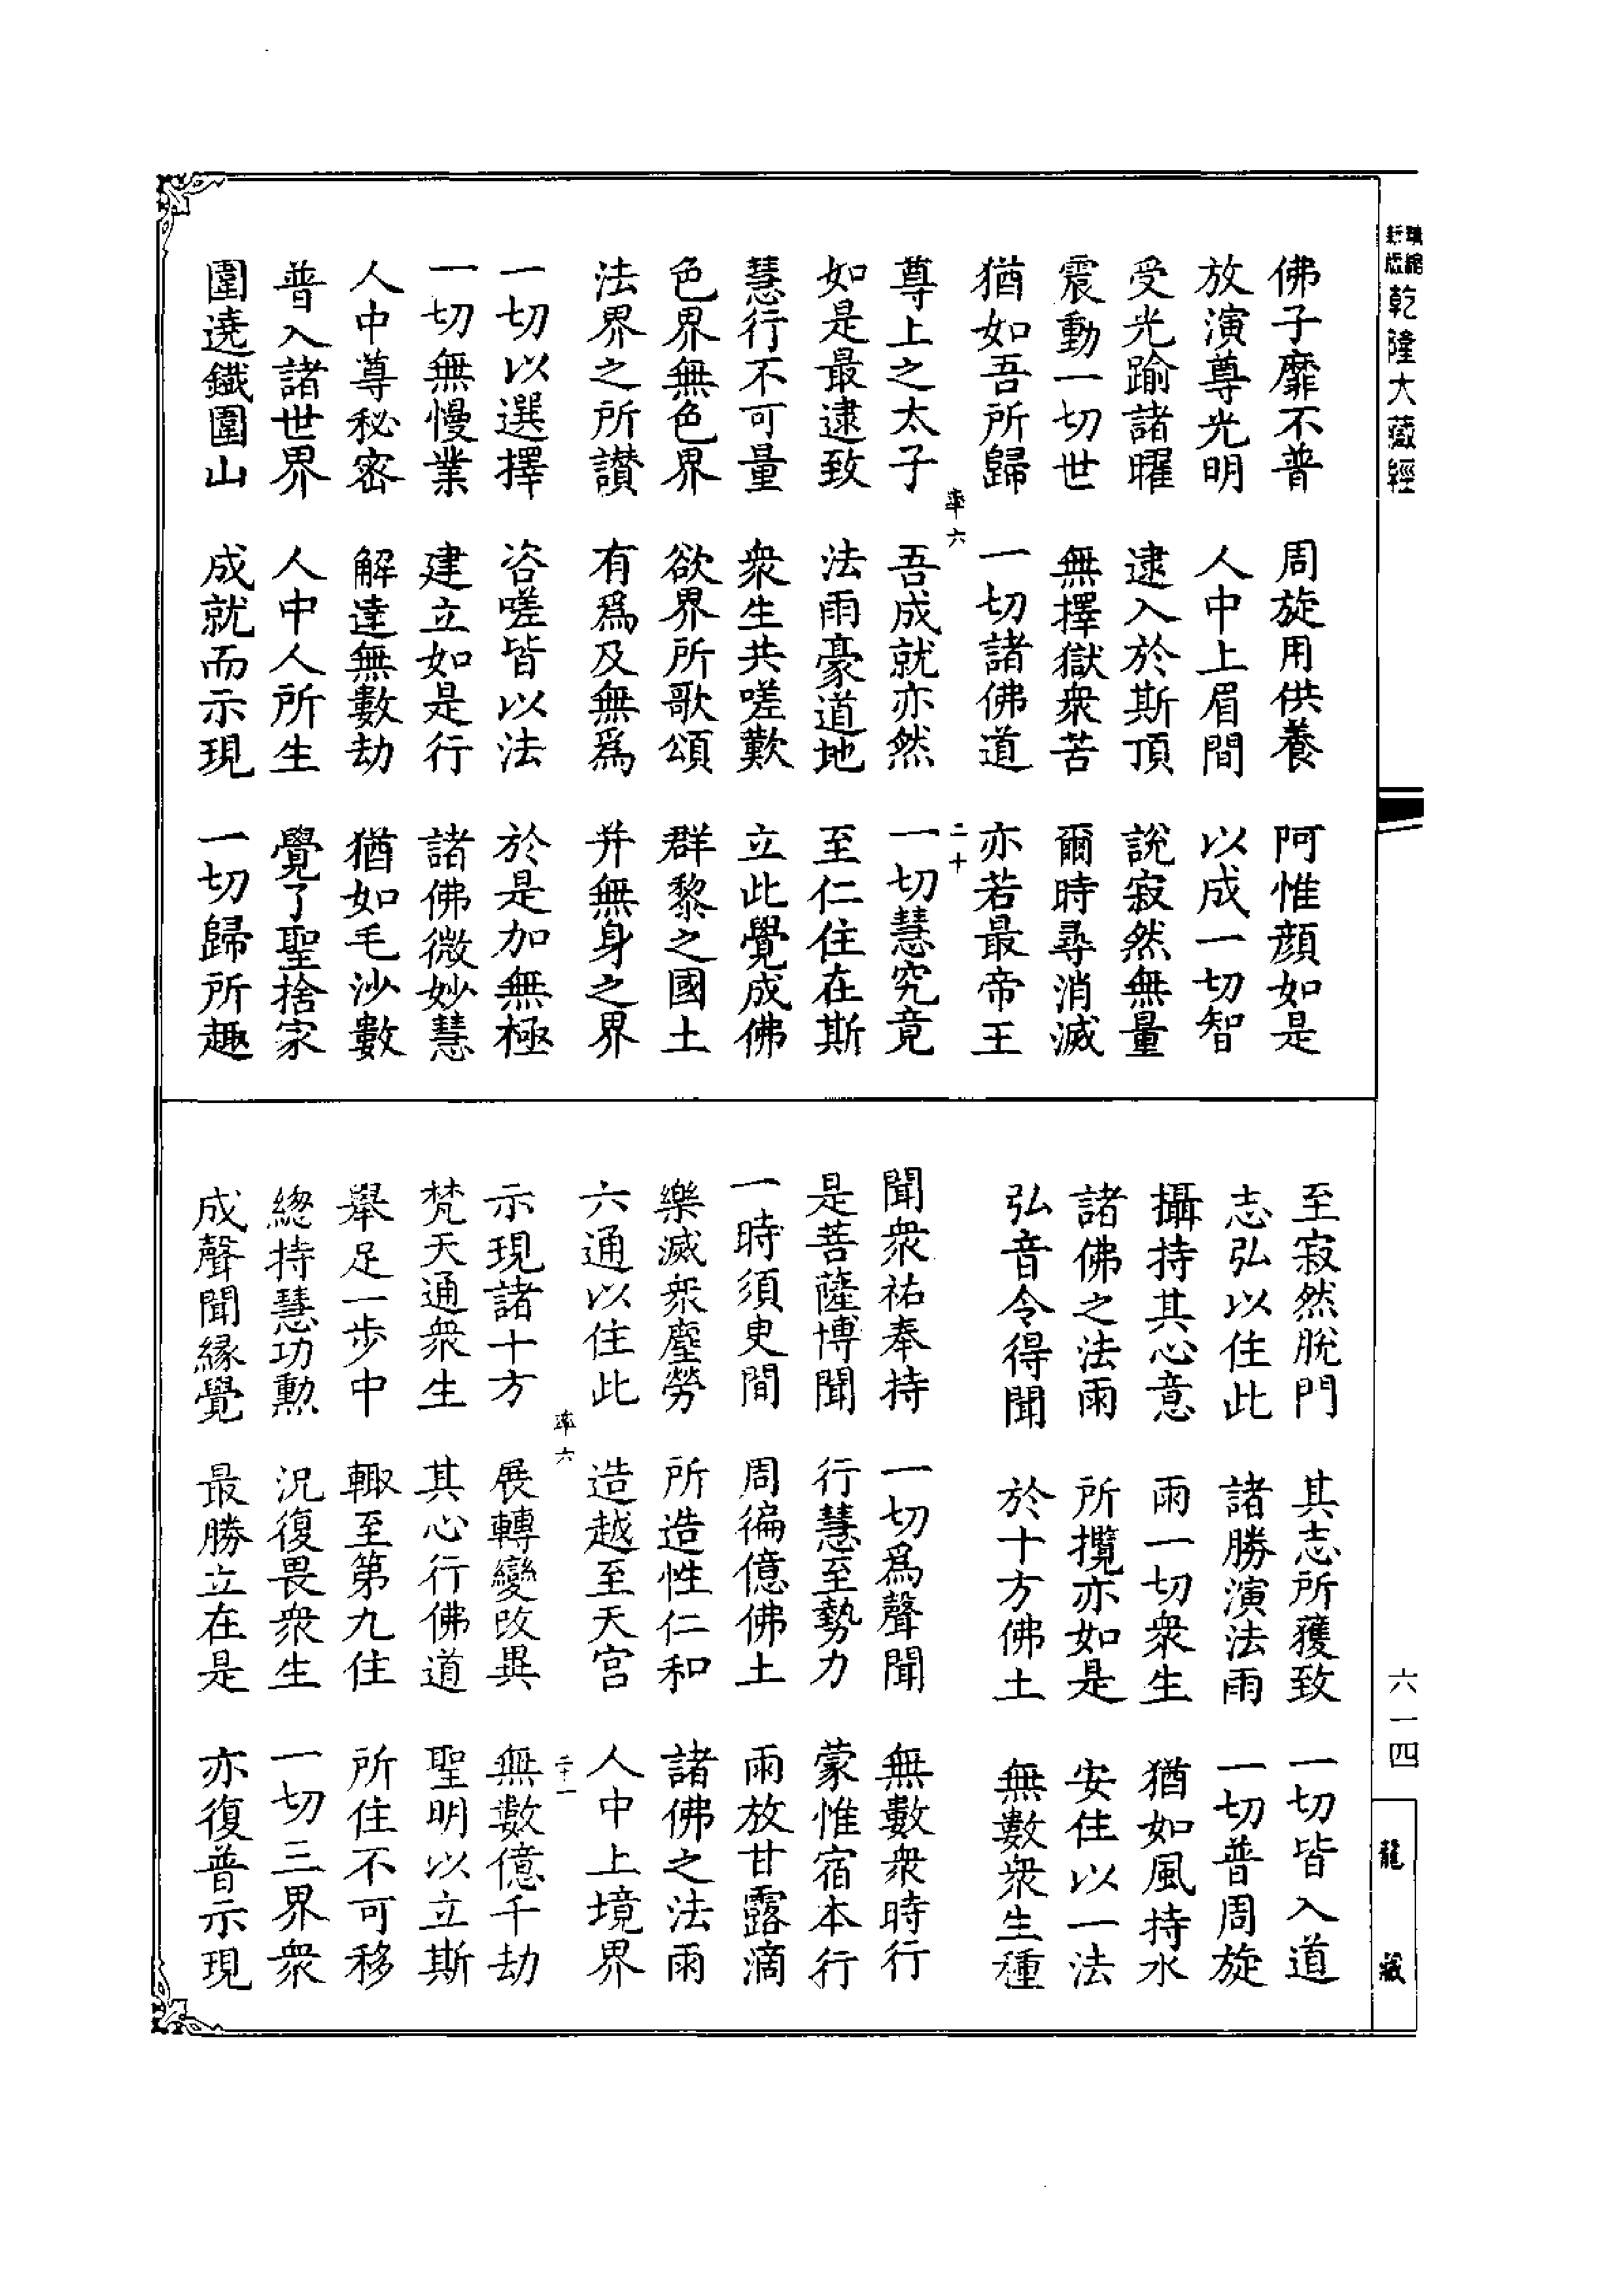 乾隆大藏經
佛子靡不普　周旋用供養　阿惟顏如是
放演尊光明　人中上眉間　以成一切智
受光踰諸曜　逮入於斯頂　說寂然無量
震動一切世　無擇獄衆苦　爾時尋消滅
猶如吾所歸　一切諸佛道　亦若最帝王
率六　二十
尊上之太子　吾成就亦然　一切慧究竟
如是最逮致　法雨豪道地　至仁住在斯
慧行不可量　衆生共嗟歎　立此覺成佛
色界無色界　欲界所歌頌　群黎之國土
法界之所讃　有爲及無爲　并無身之界
一切以選擇　咨嗟皆以法　於是加無極
一切無慢業　建立如是行　諸佛微妙慧
人中尊秘密　解達無數劫　猶如毛沙數
普入諸世界　人中人所生　覺了聖捨家
圍遶鐵圍山　成就而示現　一切歸所趣
至寂然脫門　其志所獲致　一切皆入道
志弘以住此　諸勝演法雨　一切普周旋
攝持其心意　雨一切衆生　猶如風持水
諸佛之法雨　所攬亦如是　安住以一法
弘音令得聞　於十方佛土　無數衆生種
聞衆祐奉持　一切爲聲聞　無數衆時行
是菩薩博聞　行慧至勢力　蒙惟宿本行
一時須臾間　周徧億佛土　雨放甘露滴
樂滅衆塵勞　所造性仁和　諸佛之法雨
六通以住此　造越至天宮　人中上境界
率六　二十一
示現諸十方　展轉變改異　無數億千劫
梵天通衆生　其心行佛道　聖明以立斯
舉足一步中　輙至第九住　所住不可移
總持慧功勳　況復畏衆生　一切三界衆
成聲聞緣覺　最勝立在是　亦復普示現
六一四
龍藏